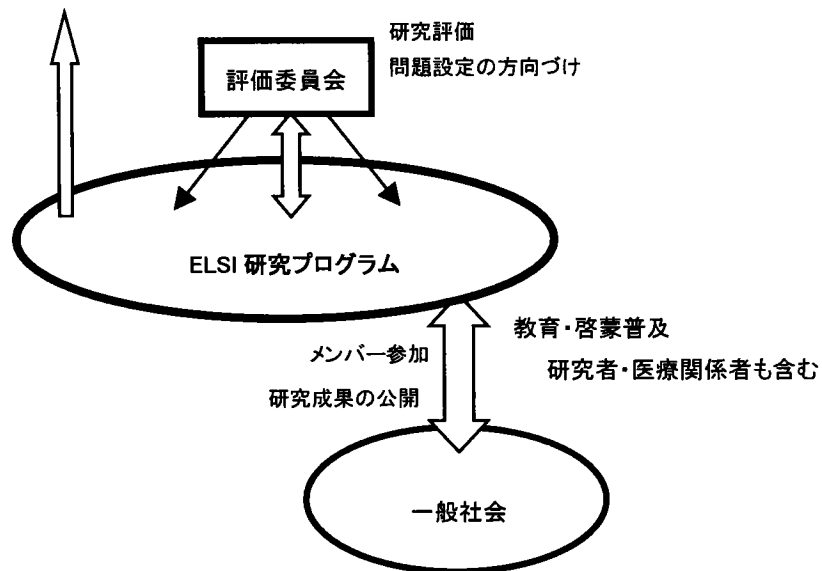 研究評価
評価委員会
問題設定の方向づけ
ELSI 研究プログラム
教育・啓蒙普及
メンバー参加
研究者・医療関係者も含む
研究成果の公開
一般社会